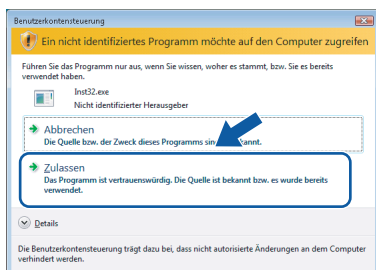 Benutzerkontensteuerung
Ein nicht identifiziertes Programm möchte auf den Computer zugreifen
Führen Sie das Programm nur aus, wenn Sie wissen, woher es stammt, bzw. Sie es bereits
verwendet haben.
Inst32.exe
Nicht identifizierter Herausgeber
Abbrechen
Die Quelle bzw. der Zweck dieses Programms
Zulassen
Das Programm ist vertrauenswürdig. Die Quelle ist bekannt bzw. es wurde bereits
verwendet.
Details
Die Benutzerkontensteuerung trägt dazu bei, dass nicht autorisierte Änderungen an dem Computer
verhindert werden.